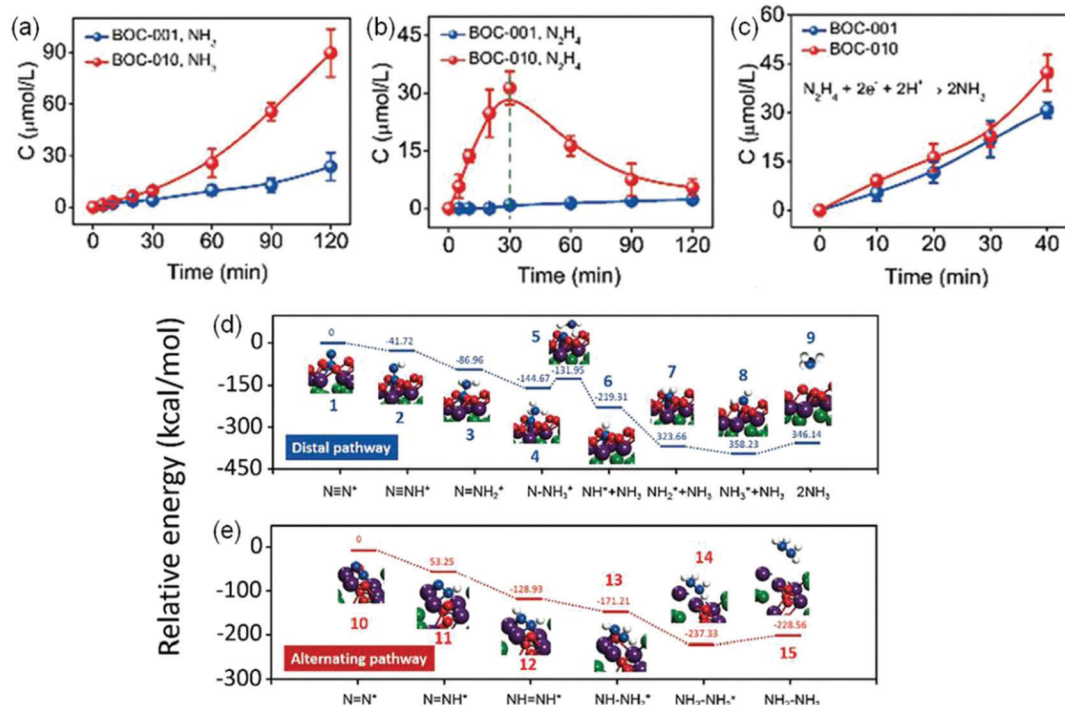 (a)
BOC-001, NH₃
BOC-010, NH₃
C (μmol/L)
90
60
30
0
0 30 60 90 120
Time (min)
(b)
BOC-001, N₂H₄
BOC-010, N₂H₄
C (μmol/L)
45
30
15
0
0 30 60 90 120
Time (min)
(c)
BOC-001
BOC-010
N₂H₄ + 2e⁻ + 2H⁺ → 2NH₃
C (μmol/L)
60
45
30
15
0
0 10 20 30 40
Time (min)
Relative energy (kcal/mol)
(d)
0
-150
-300
-450
0
-41.72
-86.96
-144.67
-131.95
-219.31
323.66
358.23
346.14
1
2
3
4
5
6
7
8
9
Distal pathway
N≡N*
N≡NH*
N=NH₂*
N-NH₃*
NH*+NH₃
NH₂*+NH₃
NH₃*+NH₃
2NH₃
(e)
0
-100
-200
-300
0
53.25
-128.93
-171.21
-237.33
-228.56
10
11
12
13
14
15
Alternating pathway
N=N*
N=NH*
NH=NH*
NH-NH₂*
NH₂-NH₂*
NH₂-NH₂